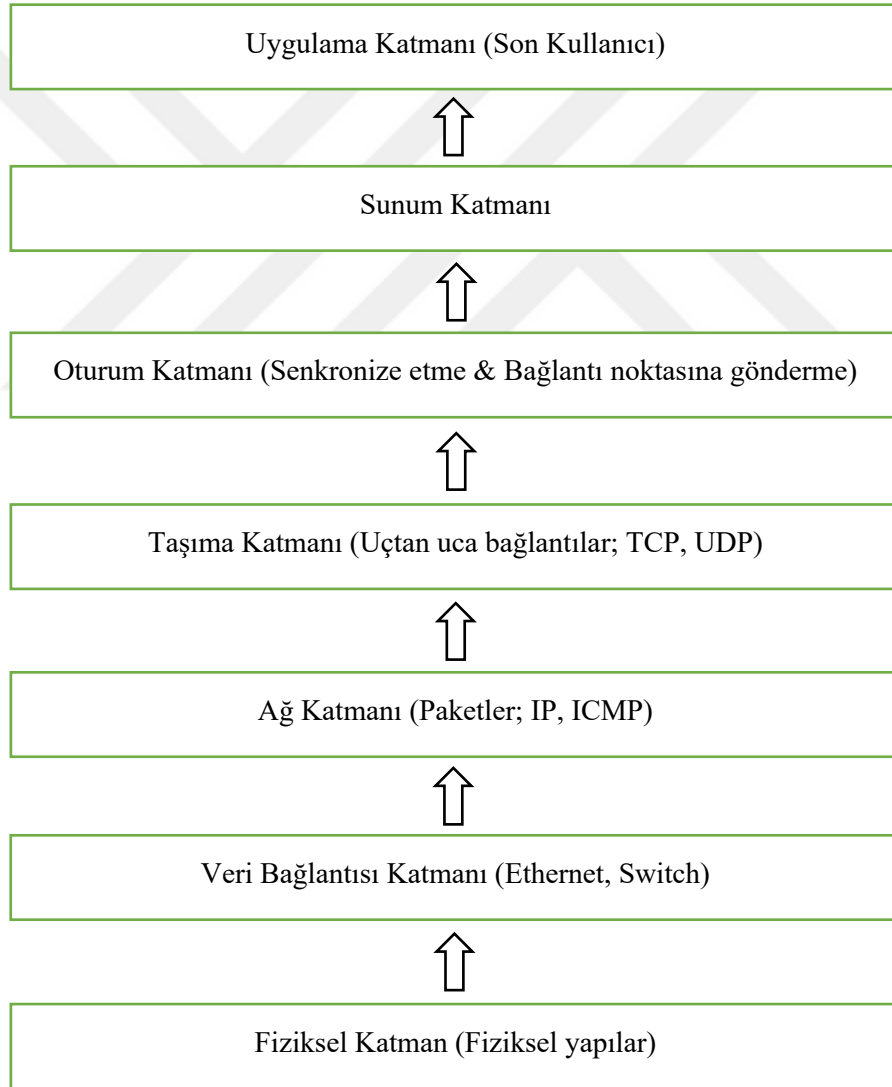 Uygulama Katmanı (Son Kullanıcı)
Sunum Katmanı
Oturum Katmanı (Senkronize etme & Bağlantı noktasına gönderme)
Taşıma Katmanı (Uçtan uca bağlantılar; TCP, UDP)
Ağ Katmanı (Paketler; IP, ICMP)
Veri Bağlantısı Katmanı (Ethernet, Switch)
Fiziksel Katman (Fiziksel yapılar)